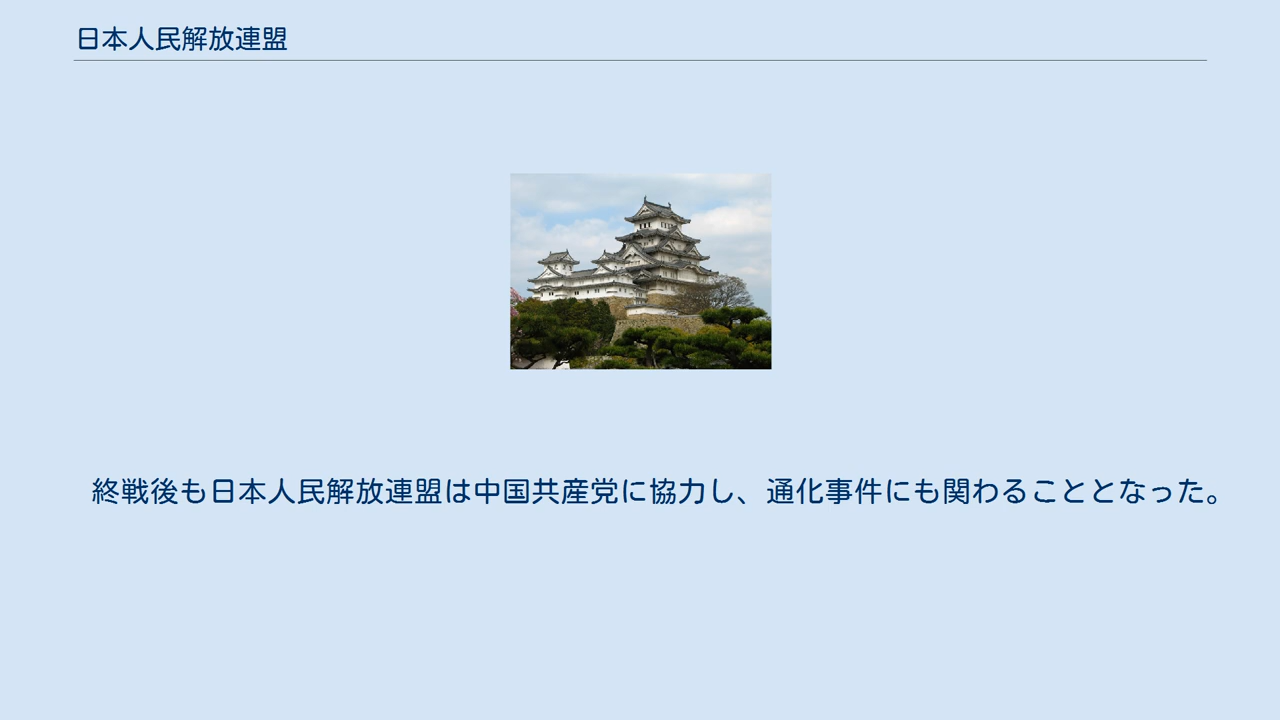 日本人民解放連盟
終戦後も日本人民解放連盟は中国共産党に協力し、通化事件にも関わることとなった。